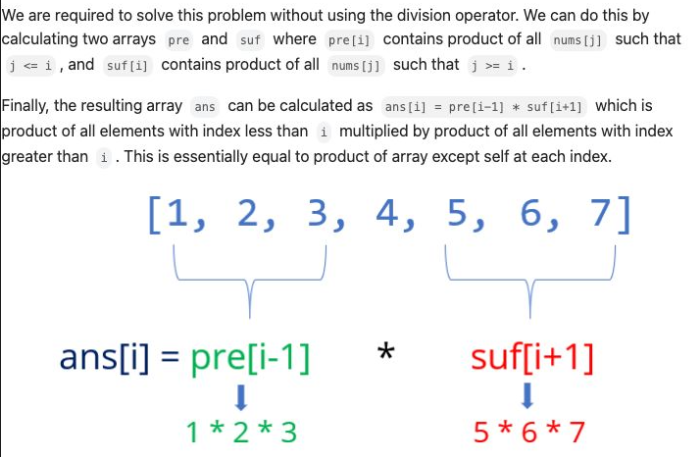 We are required to solve this problem without using the division operator. We can do this by
calculating two arrays pre and suf where pre[i] contains product of all nums[j] such that
j <= i , and suf[i] contains product of all nums[j] such that j >= i .
Finally, the resulting array ans can be calculated as ans[i] = pre[i-1] * suf[i+1] which is
product of all elements with index less than i multiplied by product of all elements with index
greater than i . This is essentially equal to product of array except self at each index.
[1, 2, 3, 4, 5, 6, 7]
ans[i] = pre[i-1] * suf[i+1]
1 * 2 * 3 5 * 6 * 7